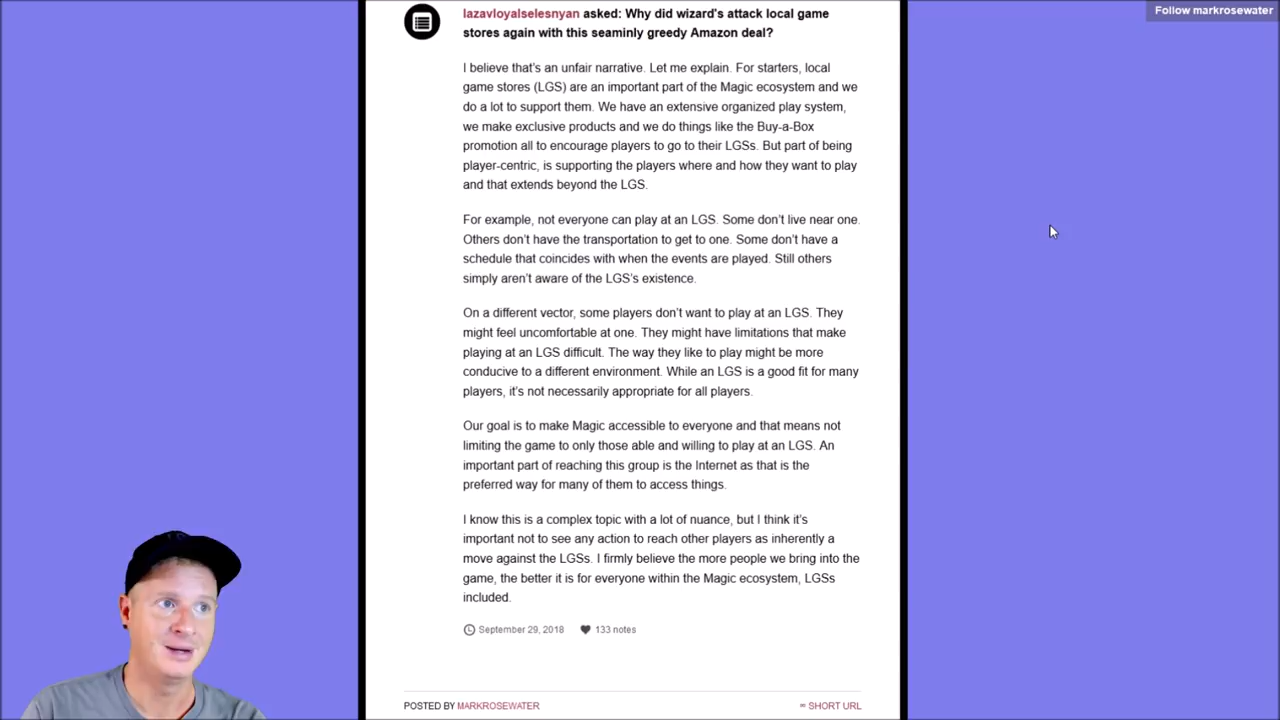 Follow markrosewater
lazavloyalselesnyan asked: Why did wizard's attack local game
stores again with this seaminly greedy Amazon deal?
I believe that's an unfair narrative. Let me explain. For starters, local
game stores (LGS) are an important part of the Magic ecosystem and we
do a lot to support them. We have an extensive organized play system,
we make exclusive products and we do things like the Buy-a-Box
promotion all to encourage players to go to their LGSs. But part of being
player-centric, is supporting the players where and how they want to play
and that extends beyond the LGS.
For example, not everyone can play at an LGS. Some don't live near one.
Others don't have the transportation to get to one. Some don't have a
schedule that coincides with when the events are played. Still others
simply aren't aware of the LGS's existence.
On a different vector, some players don't want to play at an LGS. They
might feel uncomfortable at one. They might have limitations that make
playing at an LGS difficult. The way they like to play might be more
conducive to a different environment. While an LGS is a good fit for many
players, it's not necessarily appropriate for all players.
Our goal is to make Magic accessible to everyone and that means not
limiting the game to only those able and willing to play at an LGS. An
important part of reaching this group is the Internet as that is the
preferred way for many of them to access things.
I know this is a complex topic with a lot of nuance, but I think it's
important not to see any action to reach other players as inherently a
move against the LGSs. I firmly believe the more people we bring into the
game, the better it is for everyone within the Magic ecosystem, LGSs
included.
September 29, 2018 133 notes
POSTED BY MARKROSEWATER = SHORT URL